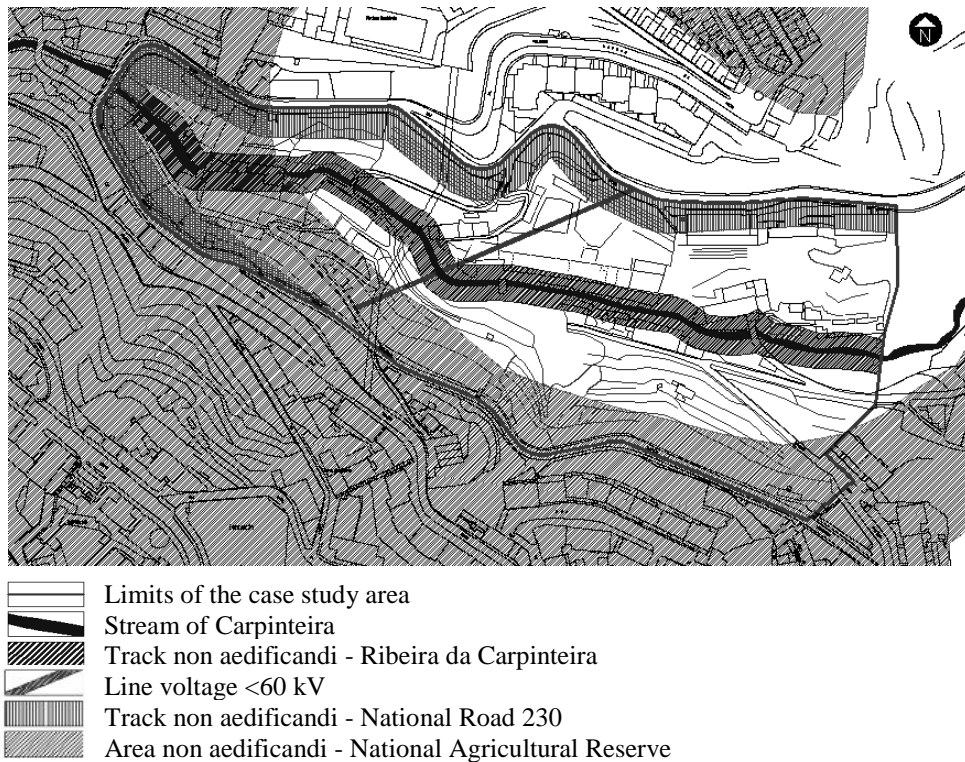 N
Limits of the case study area
Stream of Carpinteira
Track non aedificandi - Ribeira da Carpinteira
Line voltage <60 kV
Track non aedificandi - National Road 230
Area non aedificandi - National Agricultural Reserve